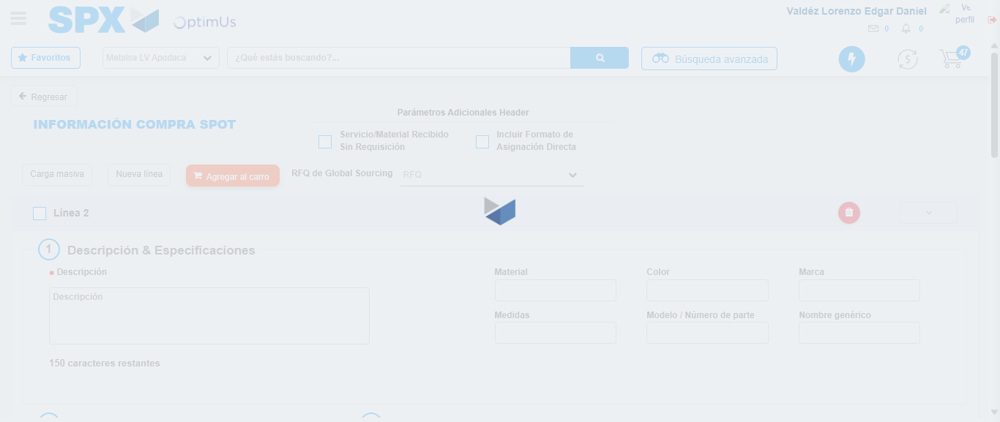 SPX
OptimUs
Valdéz Lorenzo Edgar Daniel
Ve
perfil
0
0
Favoritos
Metalsa LV Apodaca
¿Qué estás buscando?...
Búsqueda avanzada
47
Regresar
INFORMACIÓN COMPRA SPOT
Parámetros Adicionales Header
Servicio/Material Recibido
Sin Requisición
Incluir Formato de
Asignación Directa
Carga masiva
Nueva línea
Agregar al carro
RFQ de Global Sourcing
RFQ
Linea 2
1
Descripción & Especificaciones
* Descripción
Descripción
150 caracteres restantes
Material
Color
Marca
Medidas
Modelo / Número de parte
Nombre genérico